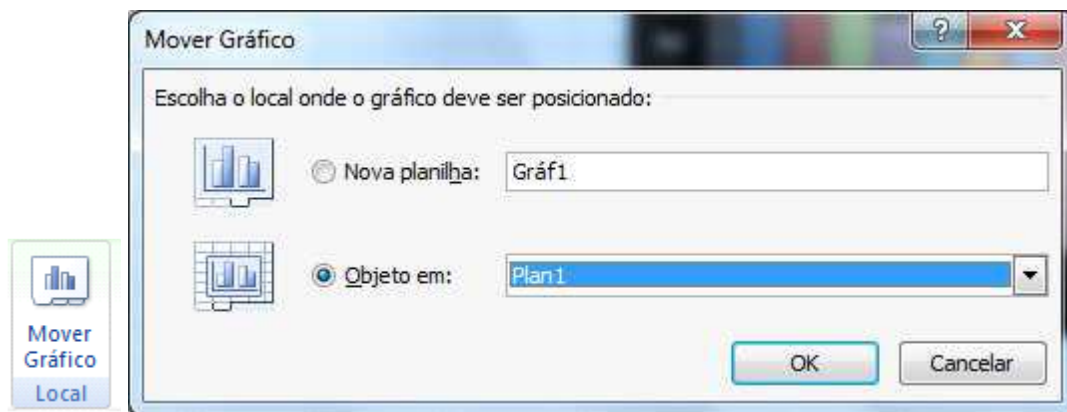 Mover Gráfico
Escolha o local onde o gráfico deve ser posicionado:
Nova planilha: Gráf1
Objeto em: Plan1
OK Cancelar
Mover
Gráfico
Local